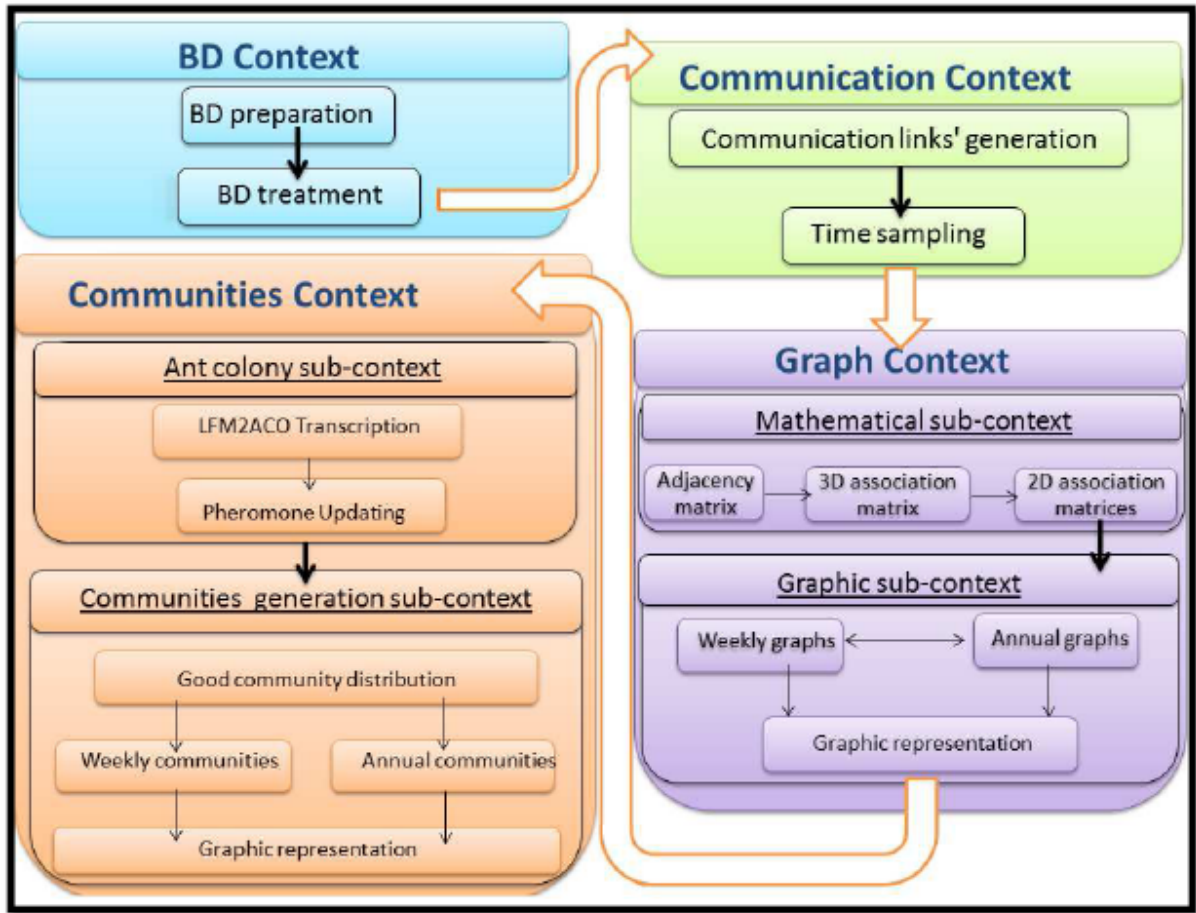 BD Context
BD preparation
BD treatment
Communication Context
Communication links' generation
Time sampling
Graph Context
Mathematical sub-context
Adjacency
matrix
3D association
matrix
2D association
matrices
Graphic sub-context
Weekly graphs
Annual graphs
Graphic representation
Communities Context
Ant colony sub-context
LFM2ACO Transcription
Pheromone Updating
Communities generation sub-context
Good community distribution
Weekly communities
Annual communities
Graphic representation